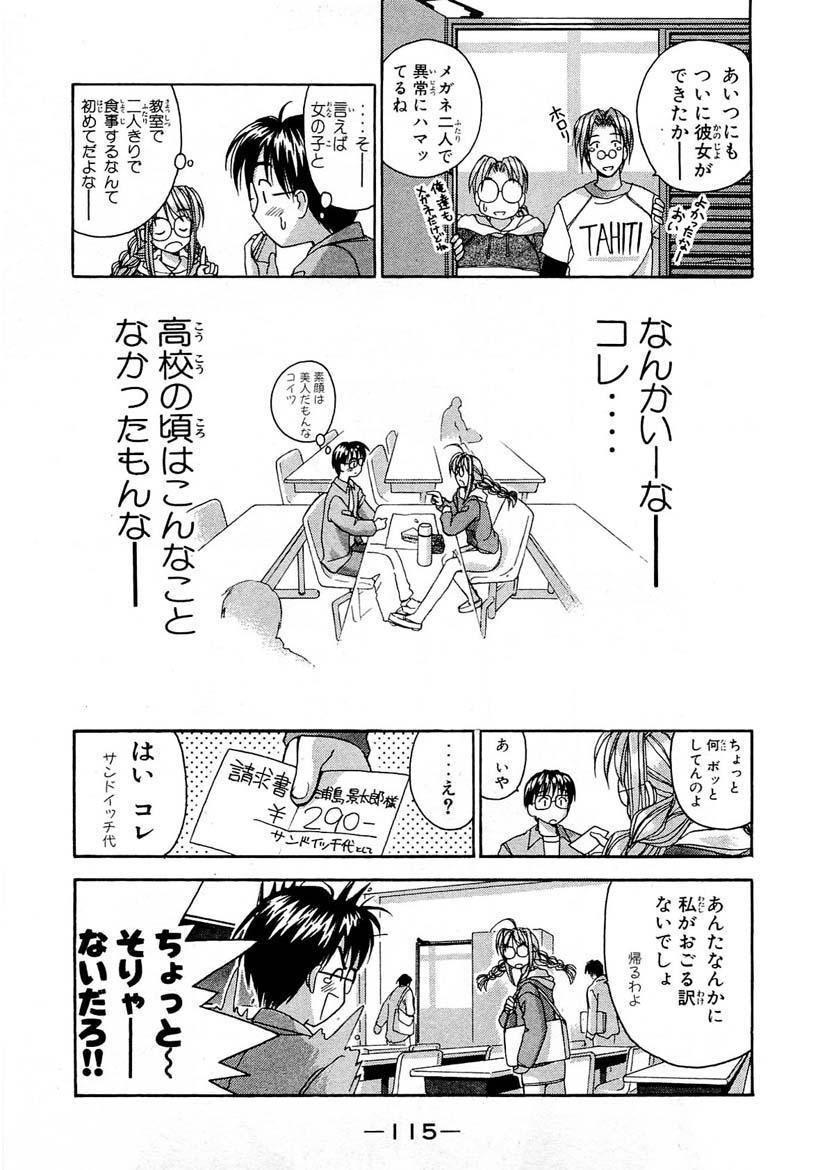 あいつにも
ついに彼女が
できたか——
ホロリ
よかったなー
おい
TAHITI
メガネ二人で
異常にハマッ
てるね
俺達も
メガネだけどね
‥‥そー
言えば
女の子と
教室で
二人きりで
食事するなんて
初めてだよな——
なんかいーな——
コレ‥‥
素顔は
美人だもんな
コイツ
高校の頃はこんなこと
なかったもんな——
ちょっと
何 ボッと
してんのよ
あ いや
‥‥え?
はい コレ
サンドイッチ代
請求書
浦島景太郎様
¥290-
サンドイッチ代として
あんたなんかに
私がおごる訳
ないでしょ
帰るわよ
ちょっと〜
そりゃ——
ないだろ!!
—115—